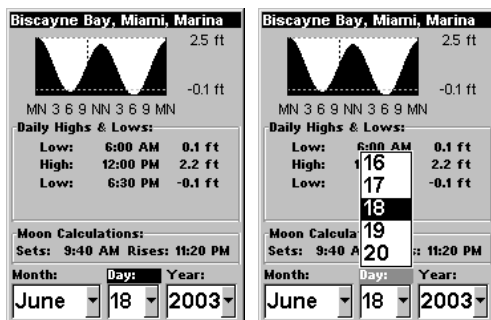 Biscayne Bay, Miami, Marina
2.5 ft
-0.1 ft
MN 3 6 9 NN 3 6 9 MN
Daily Highs & Lows:
Low: 6:00 AM 0.1 ft
High: 12:00 PM 2.2 ft
Low: 6:30 PM -0.1 ft
Moon Calculations:
Sets: 9:40 AM Rises: 11:20 PM
Month: Day: Year:
June 18 2003
Biscayne Bay, Miami, Marina
2.5 ft
-0.1 ft
MN 3 6 9 NN 3 6 9 MN
Daily Highs & Lows:
Low: 6:00 AM 0.1 ft
High: 1 2.2 ft
Low: -0.1 ft
16
17
18
19
20
Moon Calcula
Sets: 9:40 A s: 11:20 PM
Month: Day: Year:
June 18 2003